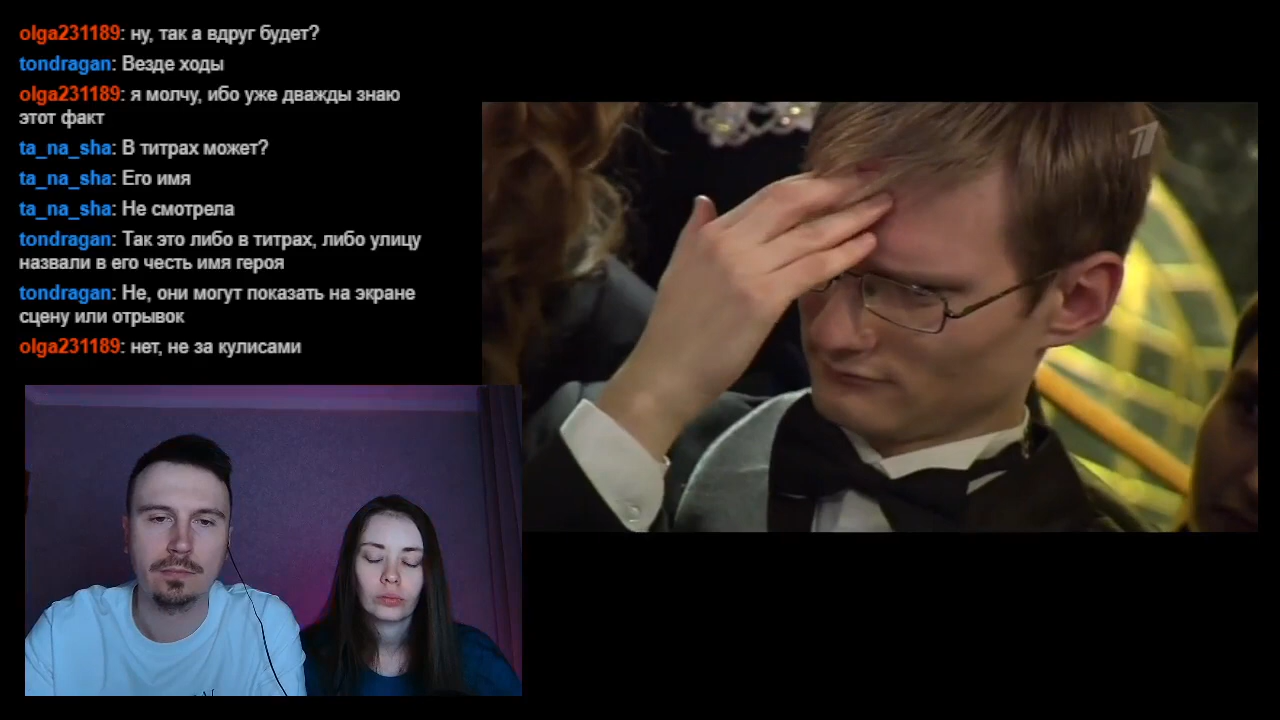 olga231189: ну, так а вдруг будет?
tondragan: Везде ходы
olga231189: я молчу, ибо уже дважды знаю
этот факт
ta_na_sha: В титрах может?
ta_na_sha: Его имя
ta_na_sha: Не смотрела
tondragan: Так это либо в титрах, либо улицу
назвали в его честь имя героя
tondragan: Не, они могут показать на экране
сцену или отрывок
olga231189: нет, не за кулисами